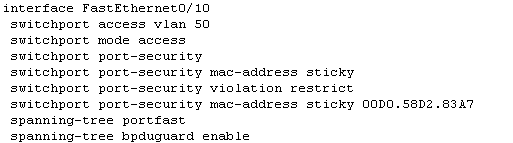 interface FastEthernet0/10
switchport access vlan 50
switchport mode access
switchport port-security
switchport port-security mac-address sticky
switchport port-security violation restrict
switchport port-security mac-address sticky 00D0.58D2.83A7
spanning-tree portfast
spanning-tree bpduguard enable